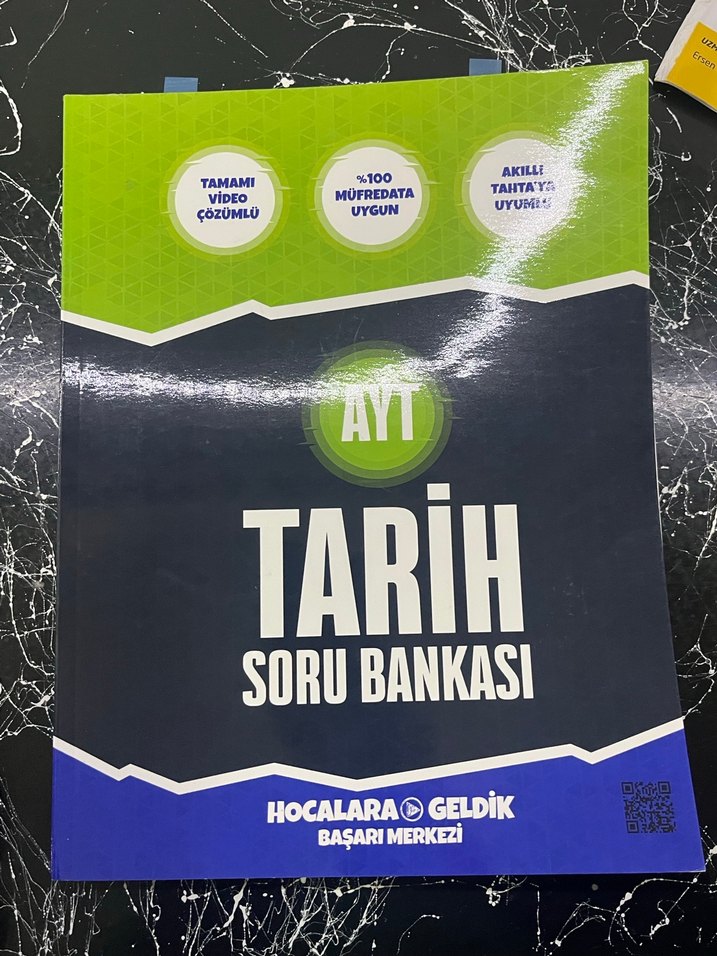 TAMAMI
VİDEO
ÇÖZÜMLÜ
%100
MÜFREDATA
UYGUN
AKILLI
TAHTA'YA
UYUMLU
AYT
TARİH
SORU BANKASI
HOCALARA GELDİK
BAŞARI MERKEZİ
Ersen